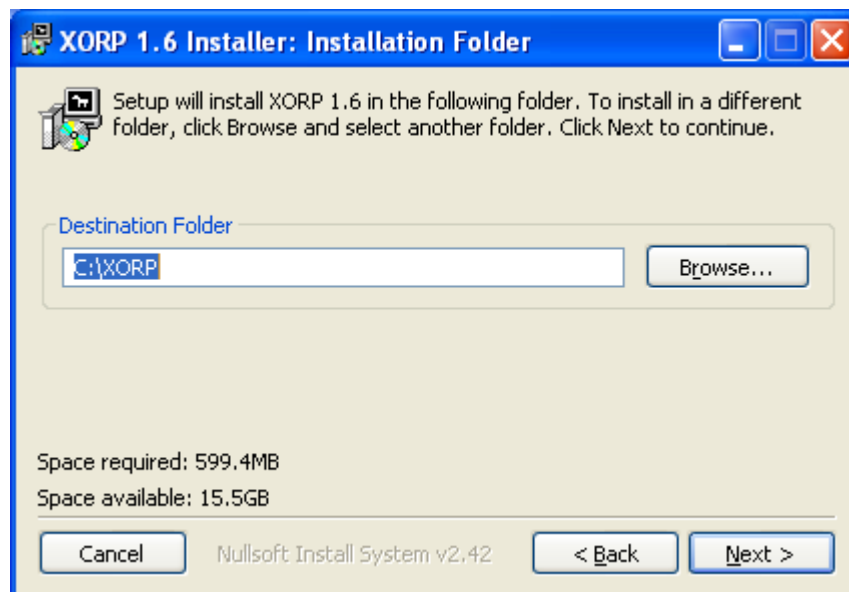 XORP 1.6 Installer: Installation Folder
Setup will install XORP 1.6 in the following folder. To install in a different
folder, click Browse and select another folder. Click Next to continue.
Destination Folder
C:\XORP
Browse...
Space required: 599.4MB
Space available: 15.5GB
Cancel
Nullsoft Install System v2.42
< Back
Next >